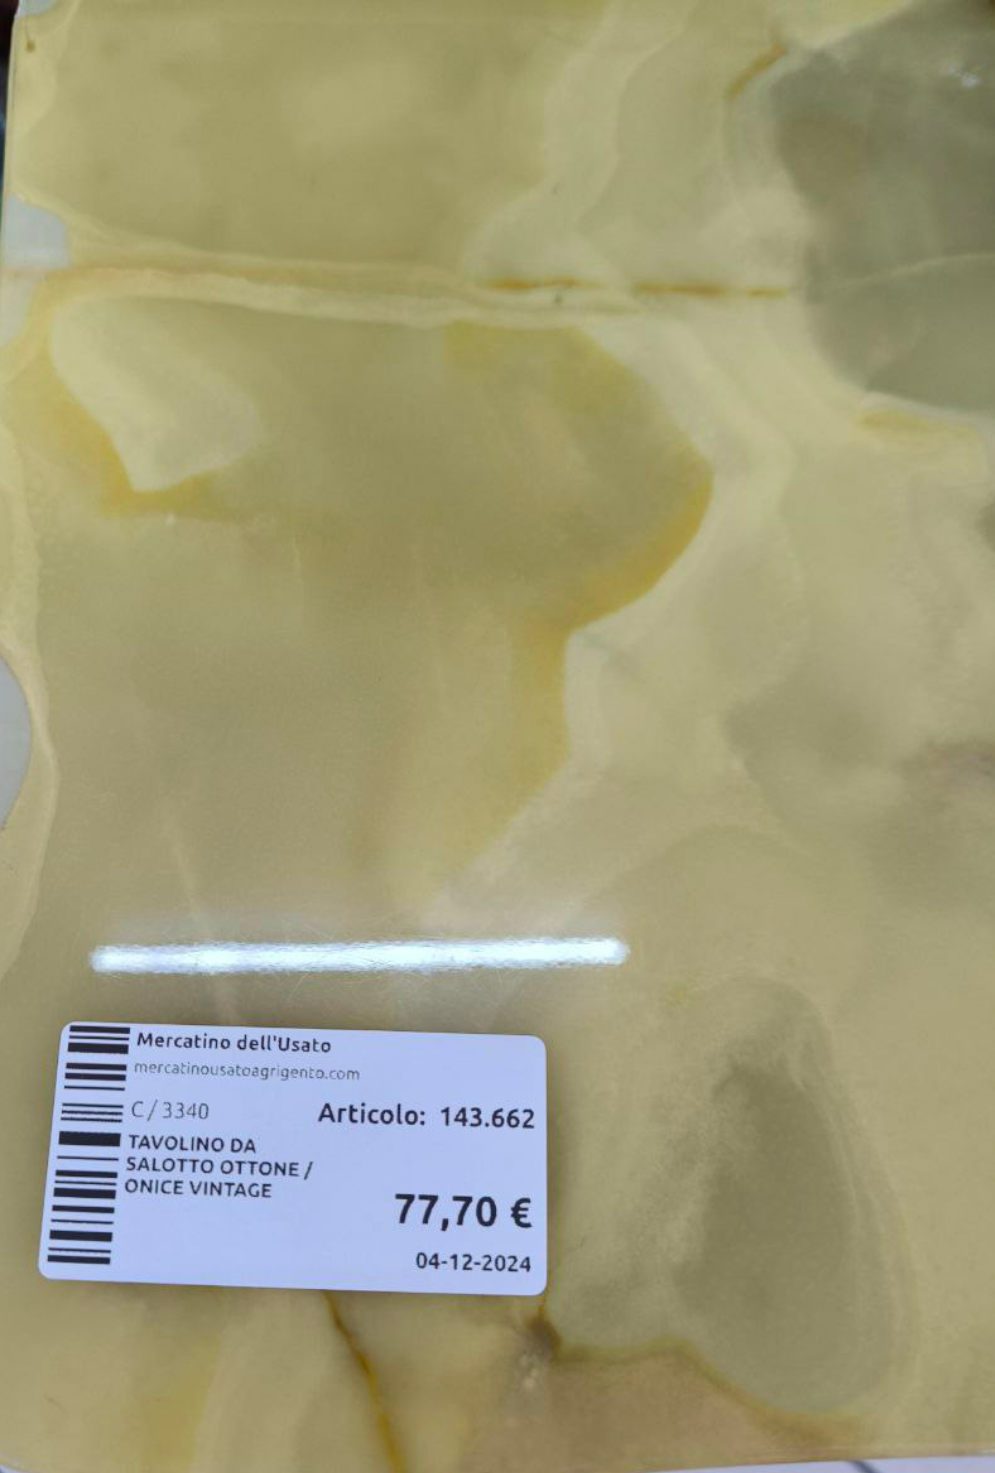 Mercatino dell'Usato
mercatinousatoagrigento.com
C/3340
Articolo: 143.662
TAVOLINO DA
SALOTTO OTTONE /
ONICE VINTAGE
77,70 €
04-12-2024